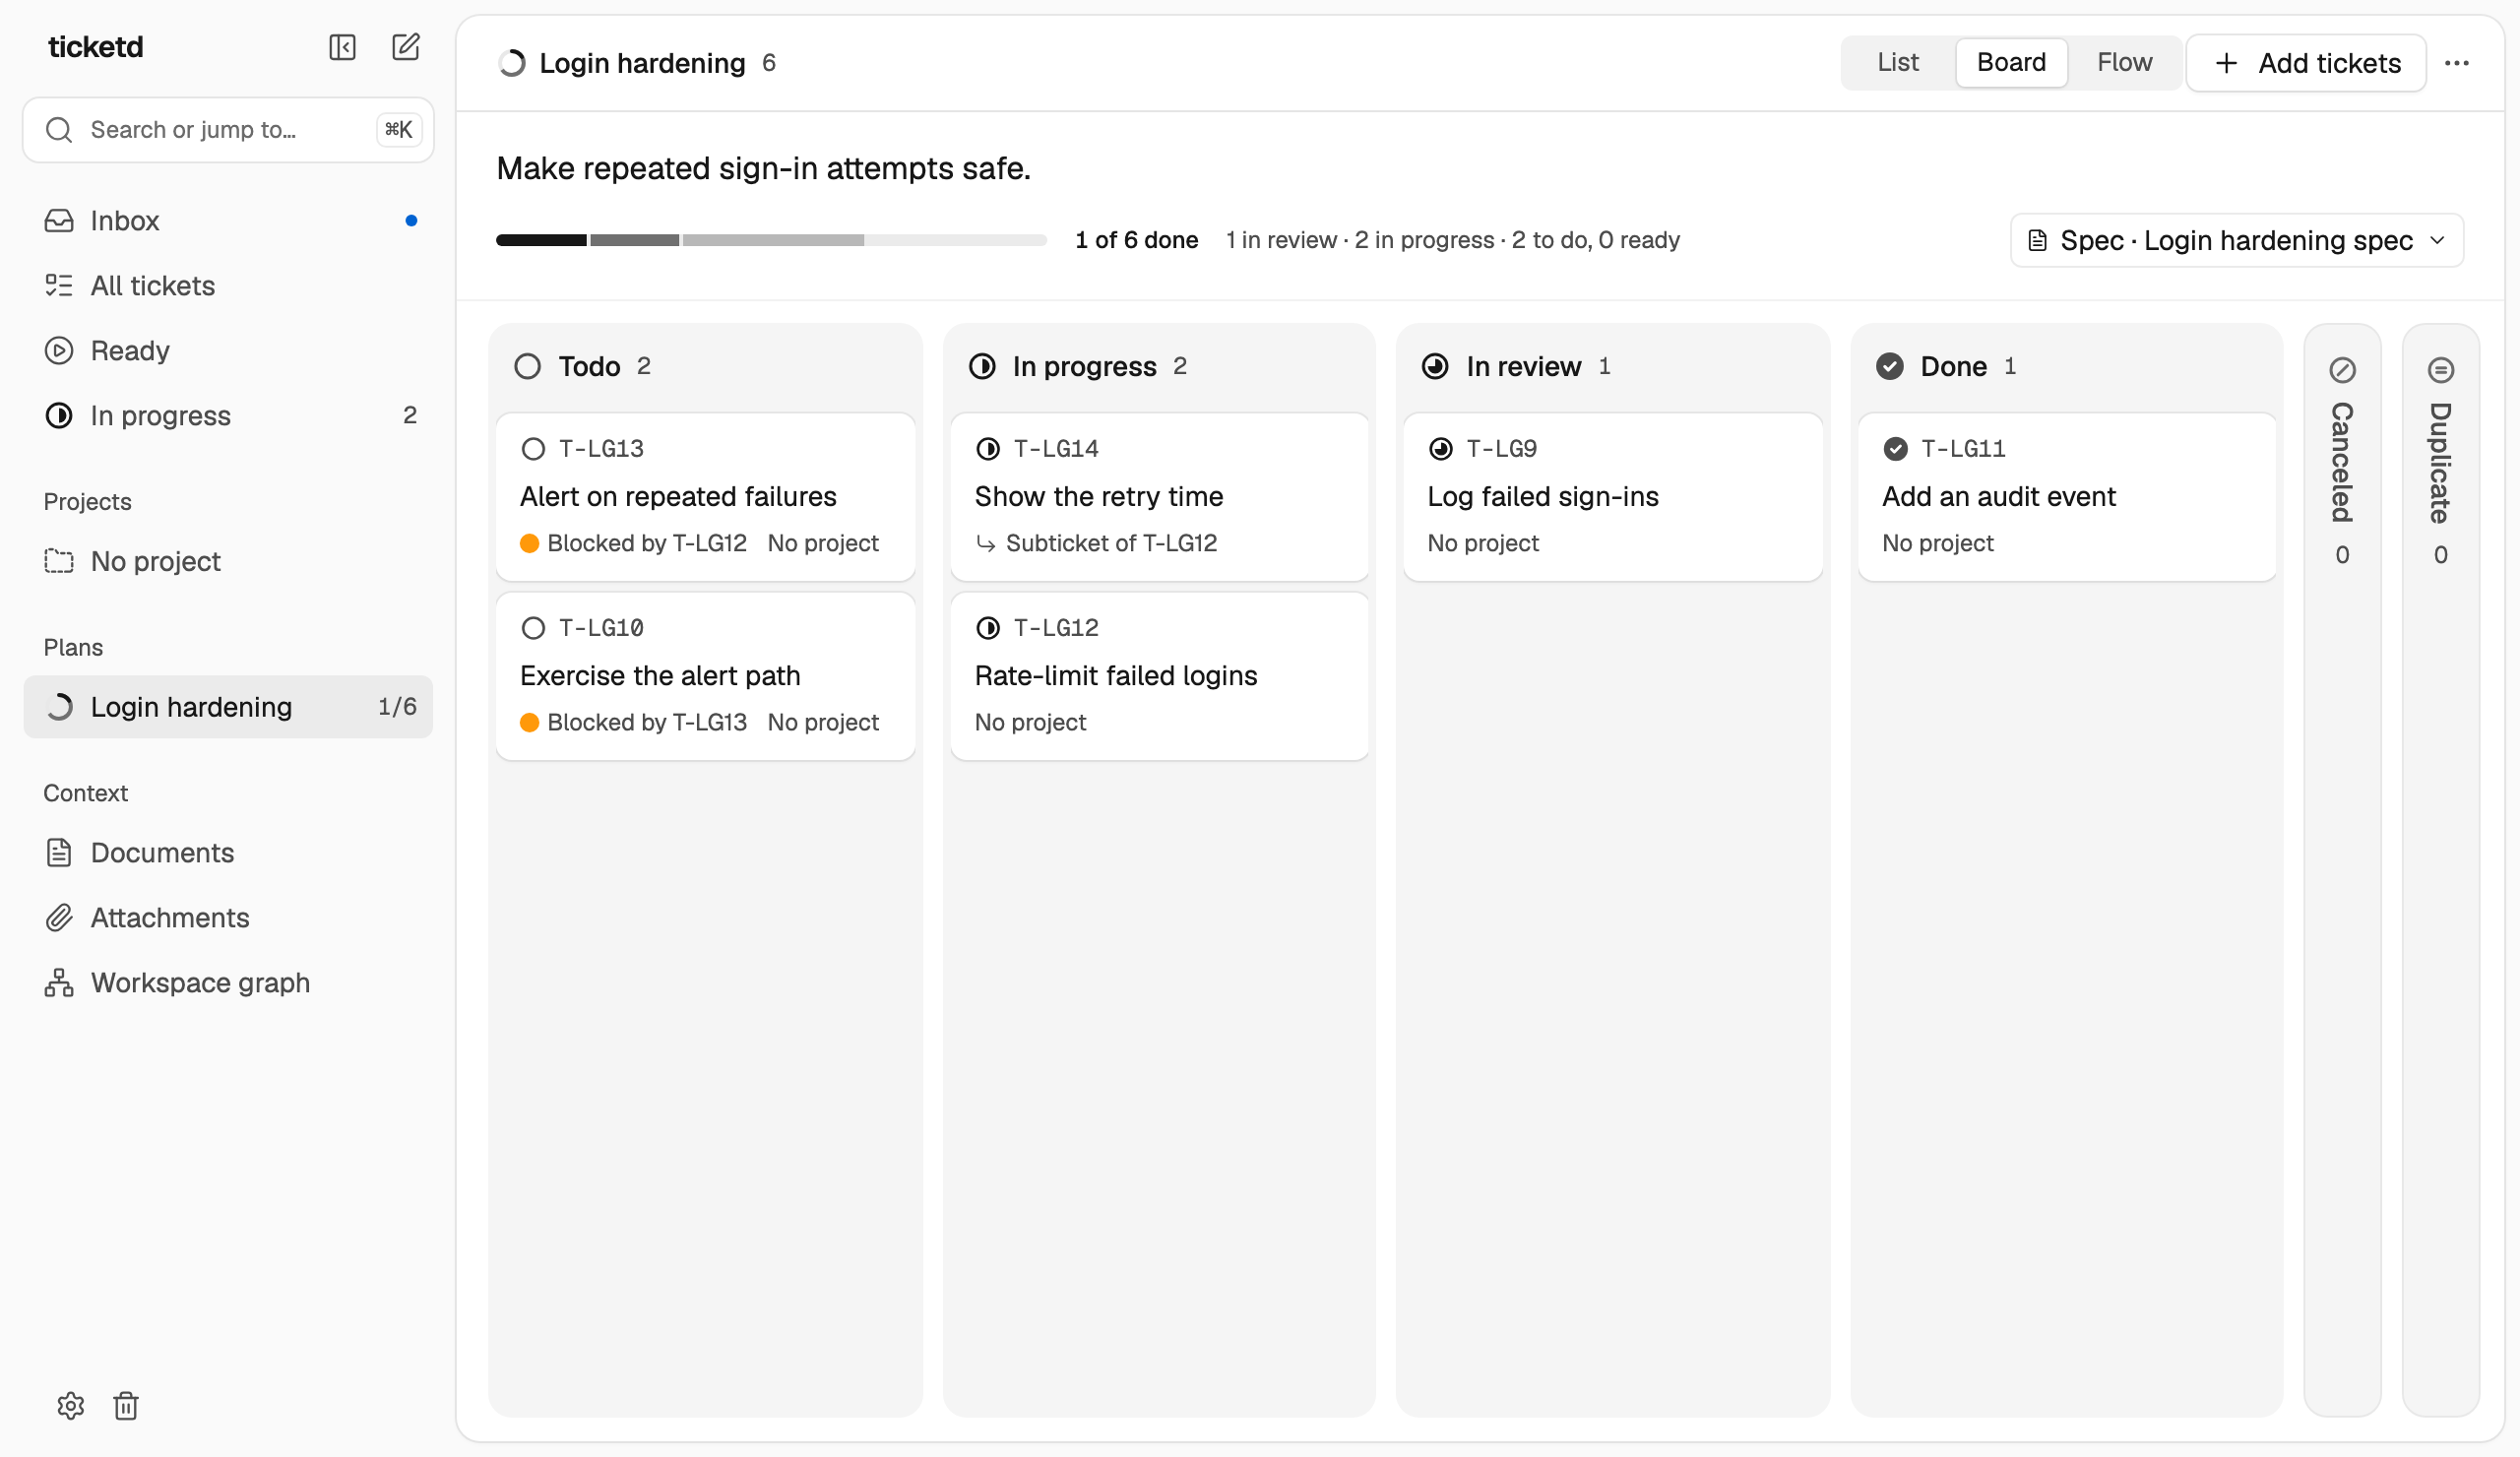 ticketd
Search or jump to...
⌘K
Inbox
All tickets
Ready
In progress 2
Projects
No project
Plans
Login hardening 1/6
Context
Documents
Attachments
Workspace graph
Login hardening 6
List Board Flow
Add tickets
Make repeated sign-in attempts safe.
1 of 6 done 1 in review · 2 in progress · 2 to do, 0 ready
Spec · Login hardening spec
Todo 2
T-LG13
Alert on repeated failures
Blocked by T-LG12 No project
T-LG10
Exercise the alert path
Blocked by T-LG13 No project
In progress 2
T-LG14
Show the retry time
Subticket of T-LG12
T-LG12
Rate-limit failed logins
No project
In review 1
T-LG9
Log failed sign-ins
No project
Done 1
T-LG11
Add an audit event
No project
Canceled 0
Duplicate 0